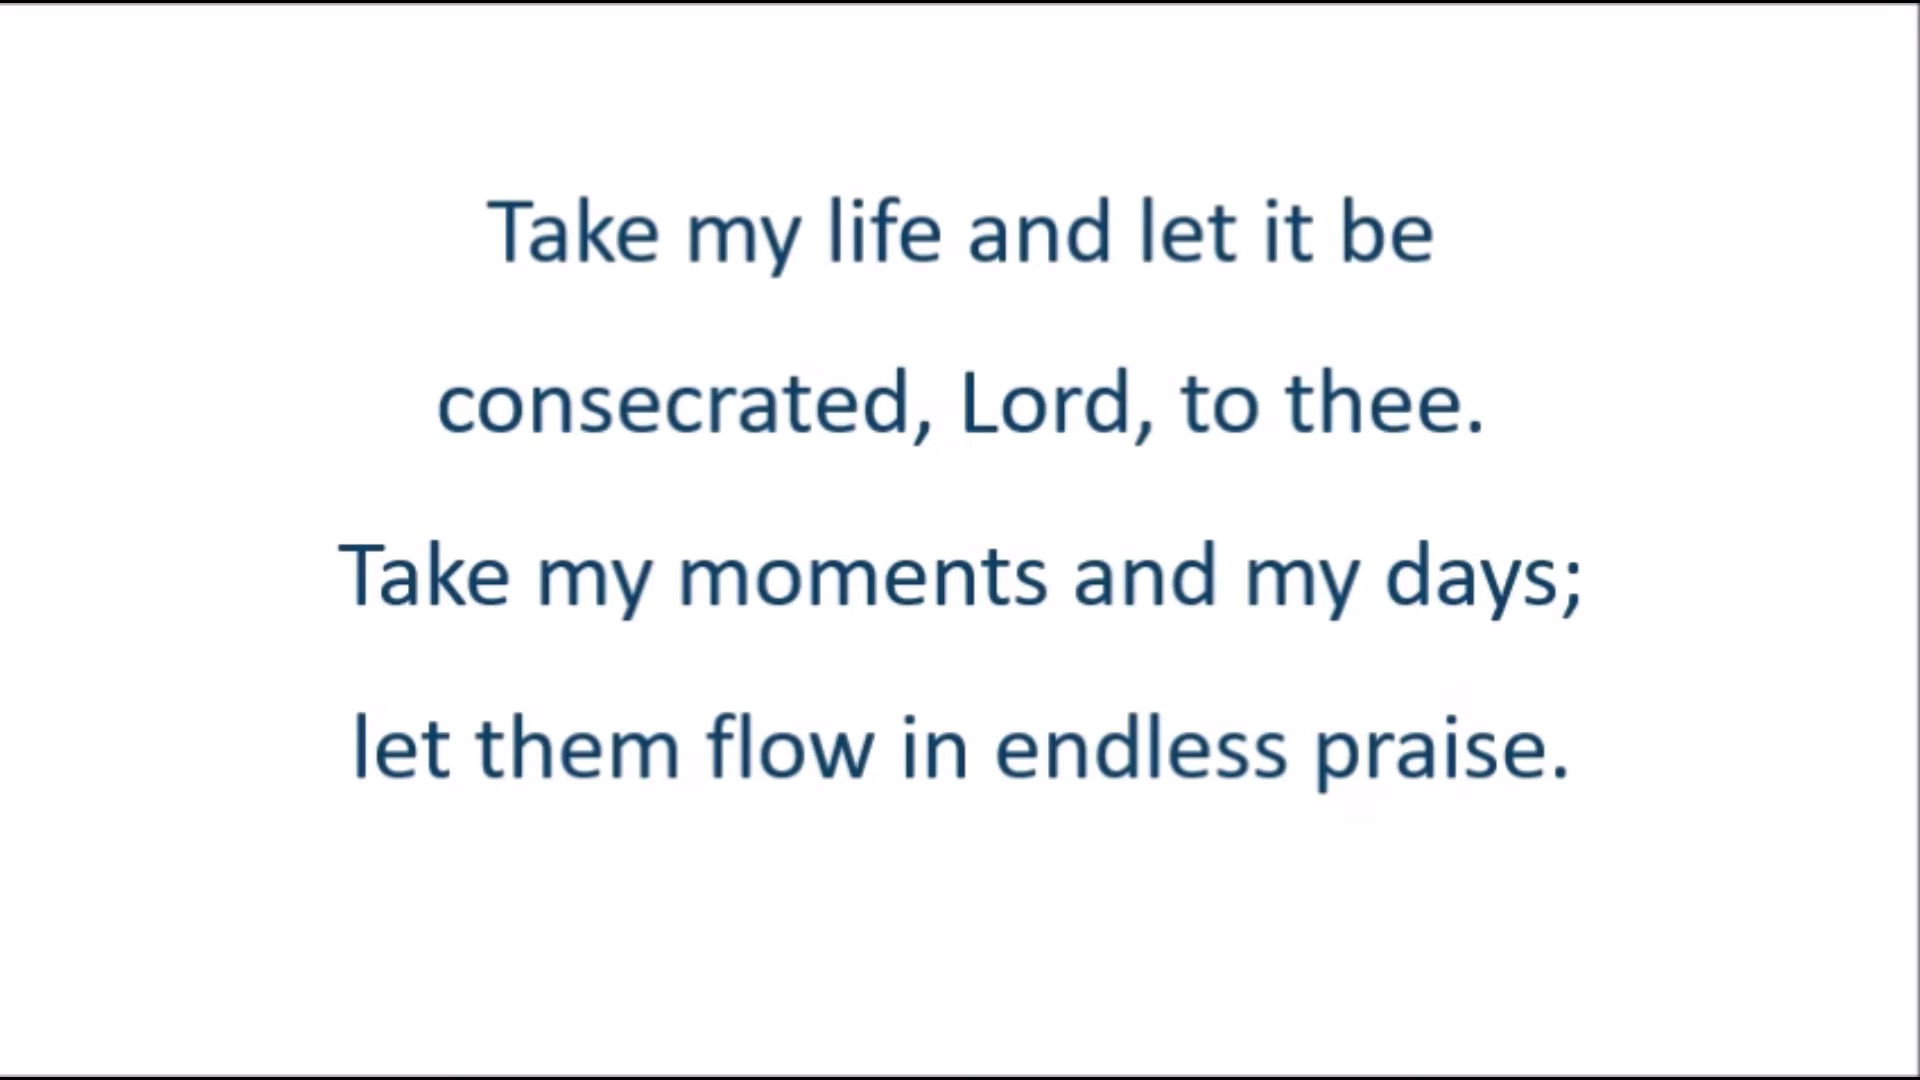 Take my life and let it be
consecrated, Lord, to thee.
Take my moments and my days;
let them flow in endless praise.